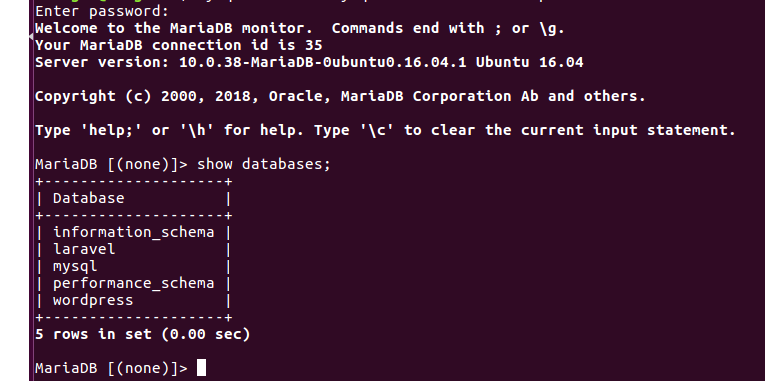 Enter password:
Welcome to the MariaDB monitor.  Commands end with ; or \g.
Your MariaDB connection id is 35
Server version: 10.0.38-MariaDB-0ubuntu0.16.04.1 Ubuntu 16.04
Copyright (c) 2000, 2018, Oracle, MariaDB Corporation Ab and others.
Type 'help;' or '\h' for help. Type '\c' to clear the current input statement.
MariaDB [(none)]> show databases;
+--------------------+
| Database           |
+--------------------+
| information_schema |
| laravel            |
| mysql              |
| performance_schema |
| wordpress          |
+--------------------+
5 rows in set (0.00 sec)
MariaDB [(none)]>